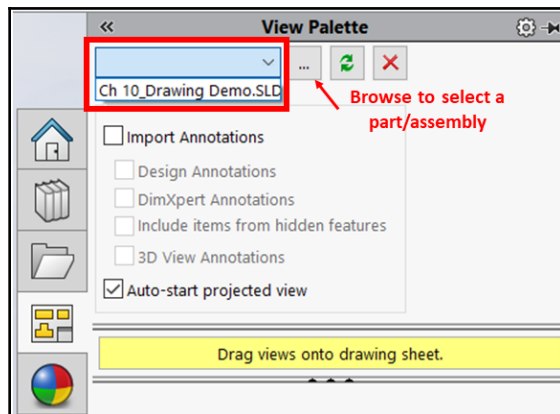 View Palette
...
Ch 10_Drawing Demo.SLD
Browse to select a
part/assembly
Import Annotations
Design Annotations
DimXpert Annotations
Include items from hidden features
3D View Annotations
Auto-start projected view
Drag views onto drawing sheet.